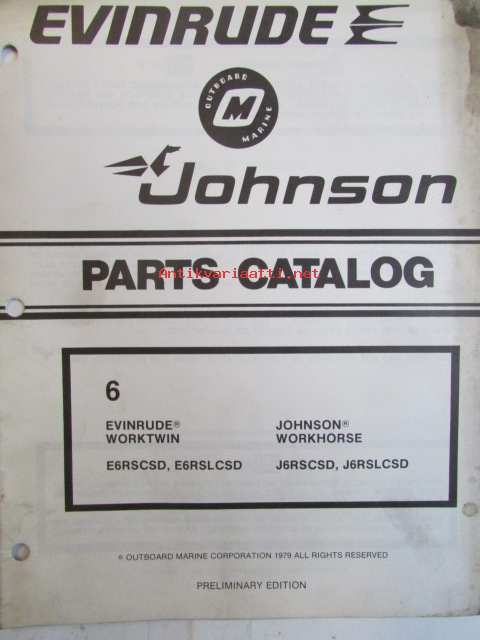 EVINRUDE
OUTBOARD
M
MARINE
Johnson
PARTS CATALOG
Antikvariaatti.net
6
EVINRUDE® JOHNSON®
WORKTWIN WORKHORSE
E6RSCSD, E6RSLCSD J6RSCSD, J6RSLCSD
® OUTBOARD MARINE CORPORATION 1979 ALL RIGHTS RESERVED
PRELIMINARY EDITION